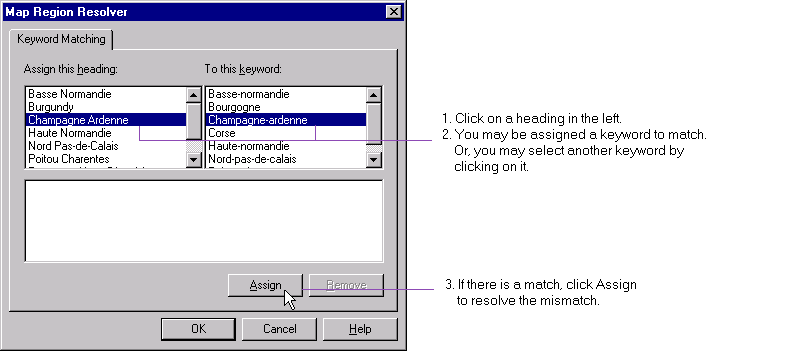 Map Region Resolver
Keyword Matching
Assign this heading:
To this keyword:
Basse Normandie
Burgundy
Champagne Ardenne
Haute Normandie
Nord Pas-de-Calais
Poitou Charentes
Basse-normandie
Bourgogne
Champagne-ardenne
Corse
Haute-normandie
Nord-pas-de-calais
Assign
Remove
OK
Cancel
Help
1. Click on a heading in the left.
2. You may be assigned a keyword to match.
Or, you may select another keyword by
clicking on it.
3. If there is a match, click Assign
to resolve the mismatch.